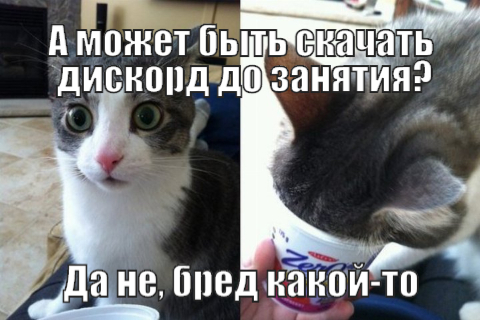 А может быть скачать
дискорд до занятия?
Да не, бред какой-то